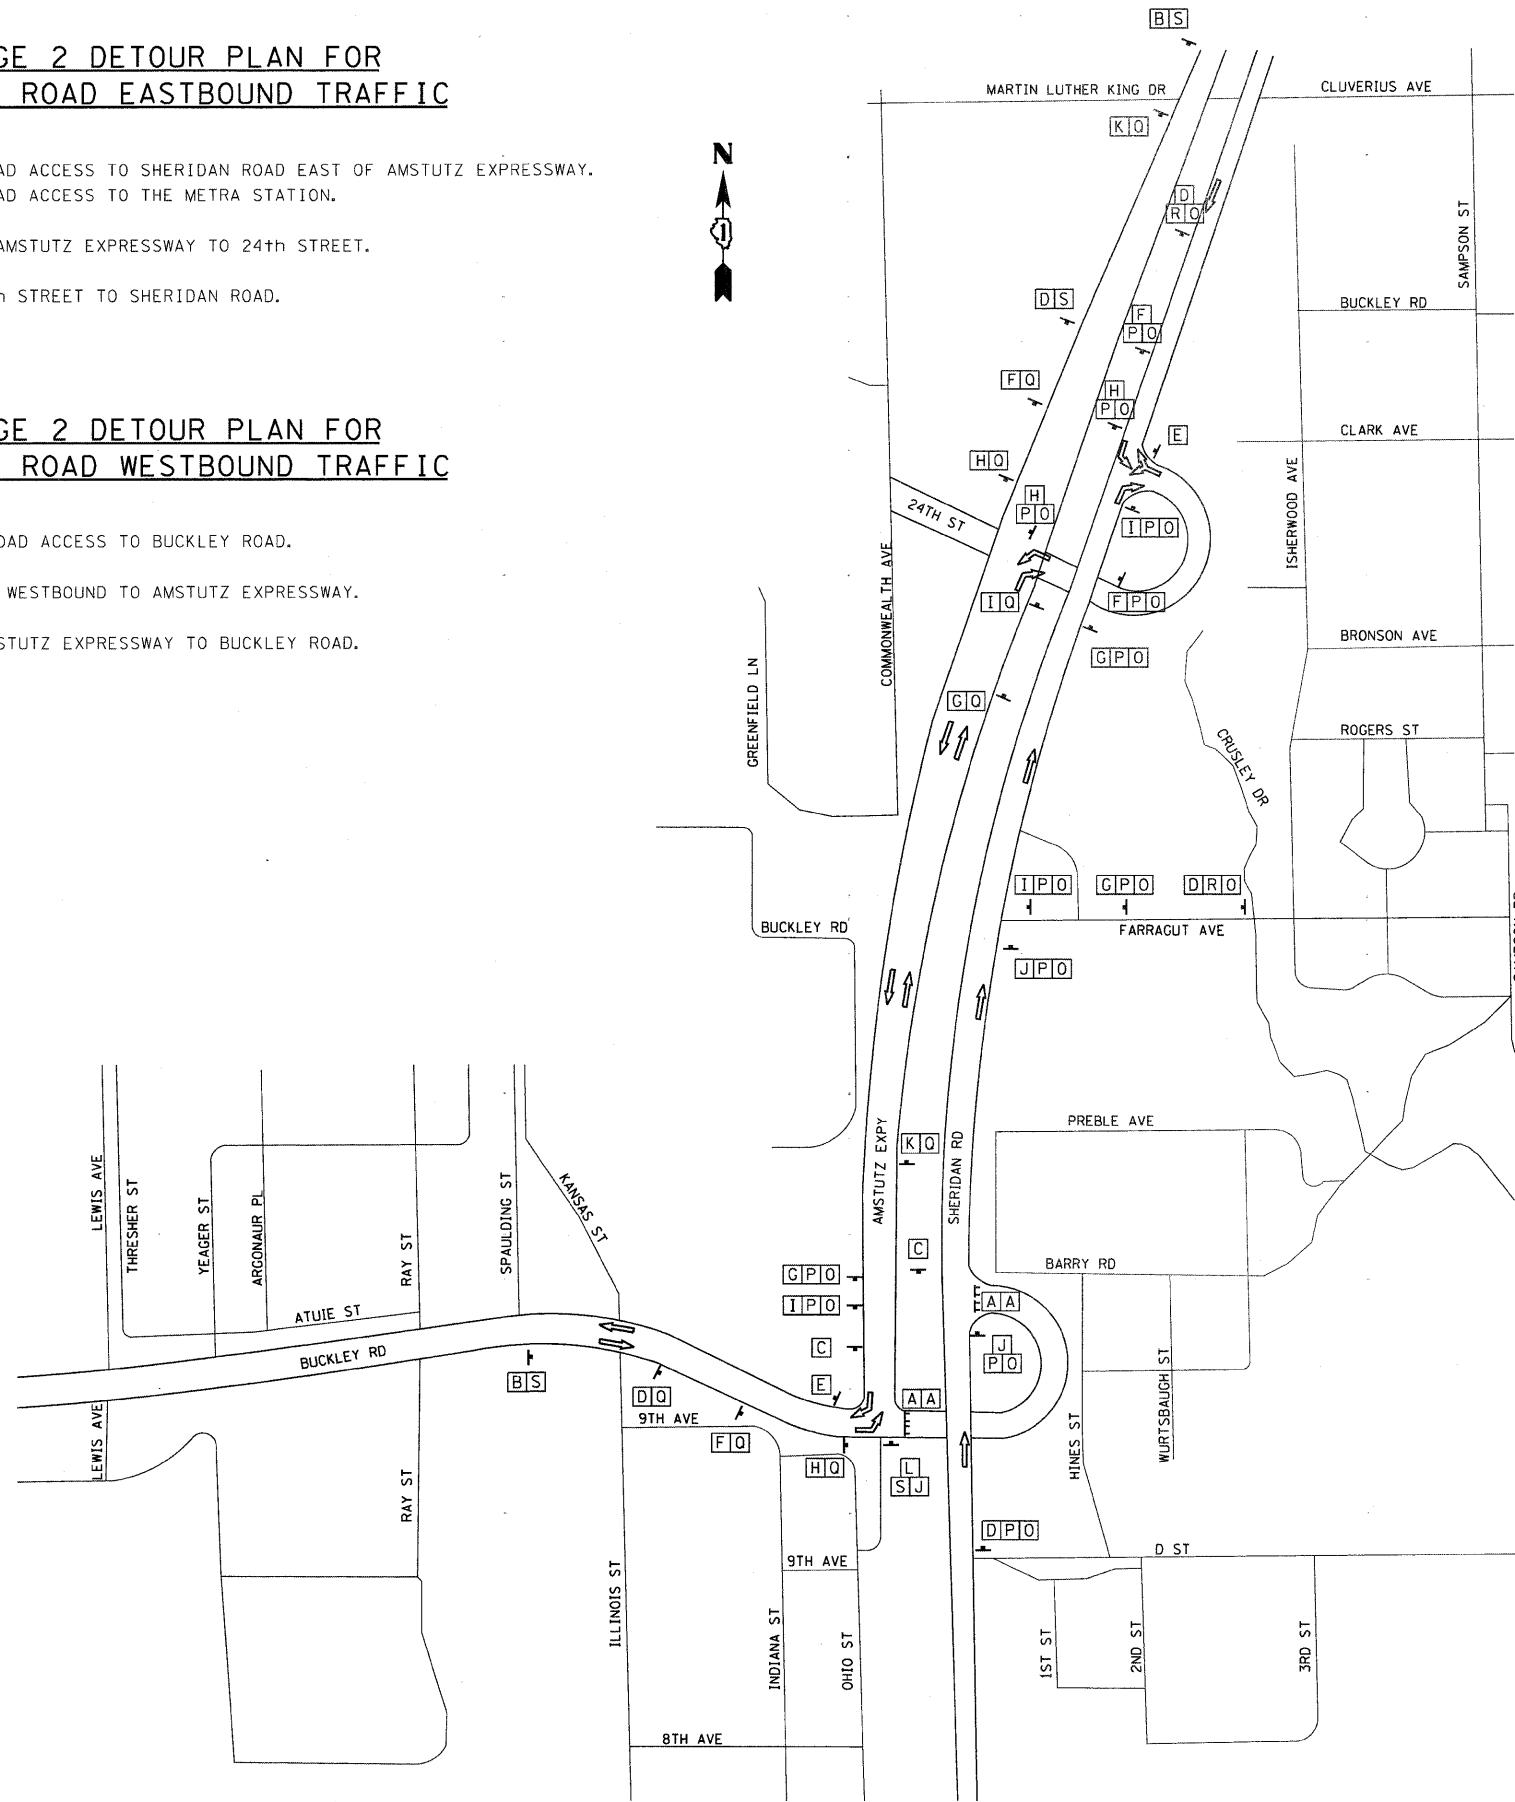 GE 2 DETOUR PLAN FOR
ROAD EASTBOUND TRAFFIC
AD ACCESS TO SHERIDAN ROAD EAST OF AMSTUTZ EXPRESSWAY.
AD ACCESS TO THE METRA STATION.
AMSTUTZ EXPRESSWAY TO 24th STREET.
STREET TO SHERIDAN ROAD.
GE 2 DETOUR PLAN FOR
ROAD WESTBOUND TRAFFIC
OAD ACCESS TO BUCKLEY ROAD.
WESTBOUND TO AMSTUTZ EXPRESSWAY.
STUTZ EXPRESSWAY TO BUCKLEY ROAD.
N
1
B S
MARTIN LUTHER KING DR
CLUVERIUS AVE
K Q
D
R O
SAMPSON ST
D S
BUCKLEY RD
F
P O
F Q
H
P O
E
CLARK AVE
H Q
ISHERWOOD AVE
24TH ST
H
P O
I P O
COMMONWEALTH AVE
I Q
F P O
G P O
BRONSON AVE
GREENFIELD LN
G Q
ROGERS ST
CRUSLEY DR
I P O
G P O
D R O
BUCKLEY RD
FARRAGUT AVE
J P O
PREBLE AVE
AMSTUTZ EXPY
K Q
SHERIDAN RD
LEWIS AVE
THRESHER ST
YEAGER ST
ARGONAUR PL
RAY ST
SPAULDING ST
KANSAS ST
C
BARRY RD
G P O
I P O
A A
ATUIE ST
C
J
P O
BUCKLEY RD
B S
D Q
E
A A
WURTSBAUGH ST
LEWIS AVE
9TH AVE
F Q
HINES ST
H Q
L
S J
RAY ST
D P O
D ST
9TH AVE
ILLINOIS ST
INDIANA ST
OHIO ST
1ST ST
2ND ST
3RD ST
8TH AVE